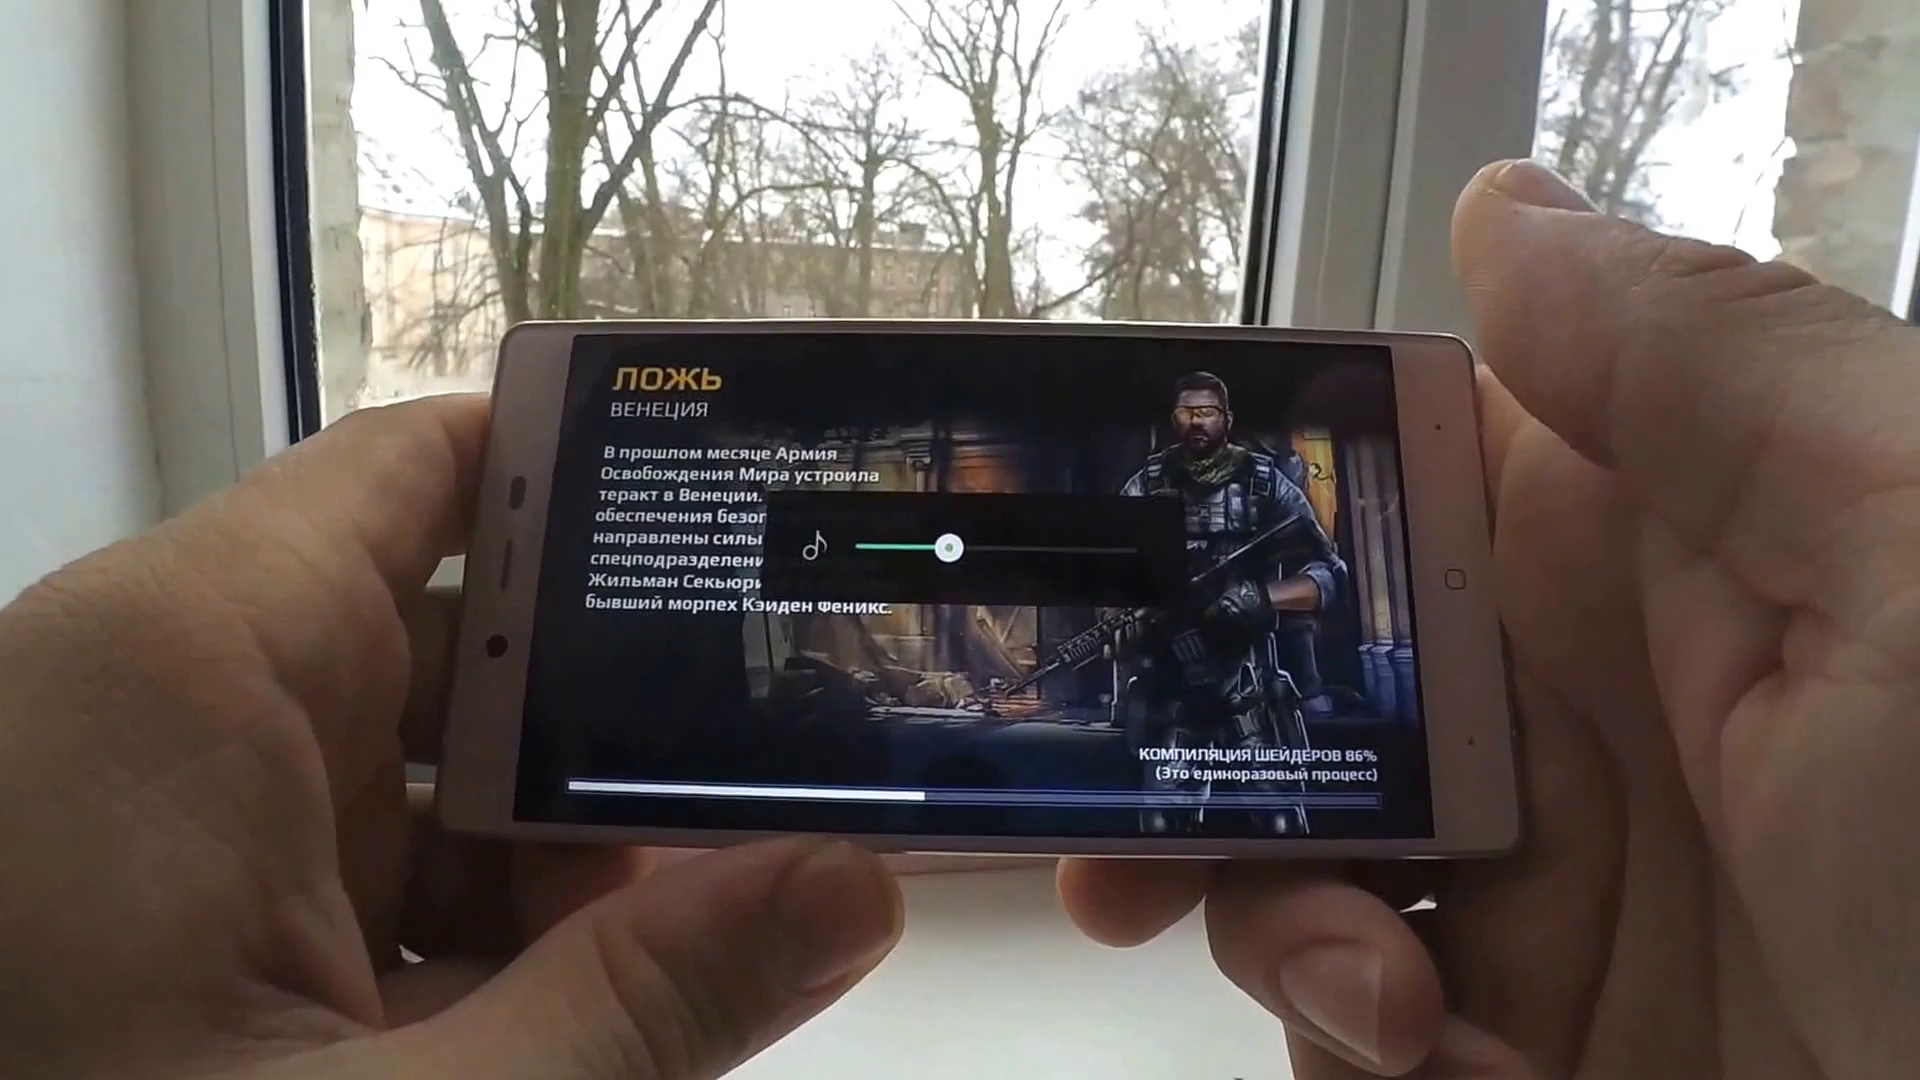 ЛОЖЬ
ВЕНЕЦИЯ
В прошлом месяце Армия
Освобождения Мира устроила
теракт в Венеции.
обеспечения
направлены силы
Жильман
бывший морпех Кэйден Феникс.
КОМПИЛЯЦИЯ ШЕЙДЕРОВ 86%
(Это единоразовый процесс)